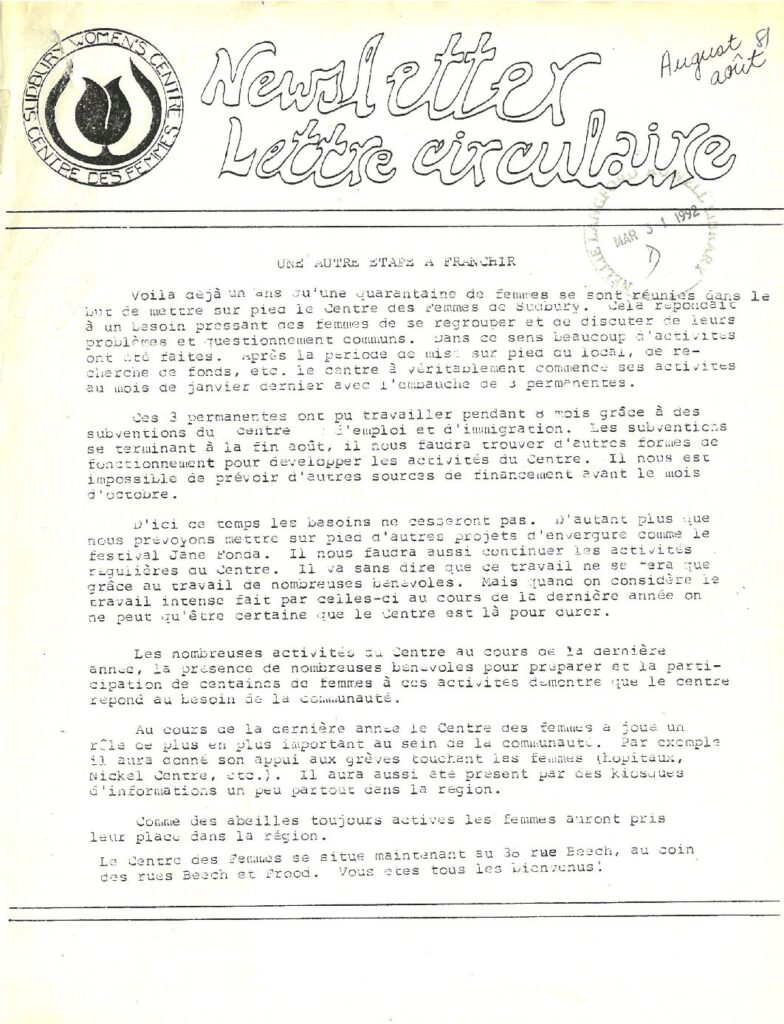 SUDBURY WOMEN'S CENTRE
CENTRE DES FEMMES
Newsletter
Lettre circulaire
August 81
août
MAR 31 1992
UNE AUTRE ETAPE A FRANCHIR
Voila déjà un ans qu'une quarantaine de femmes se sont réunies dans le
but de mettre sur pied le Centre des Femmes de Sudbury. Cela répondait
à un besoin pressant des femmes de se regrouper et de discuter de leurs
problèmes et questionnement communs. Dans ce sens beaucoup d'activités
ont été faites. Après la période de mise sur pied du local, de re-
cherche de fonds, etc. le centre à véritablement commencé ses activités
au mois de janvier dernier avec l'embauche de 3 permanentes.
Ces 3 permanentes ont pu travailler pendant 8 mois grâce à des
subventions du centre d'emploi et d'immigration. Les subventions
se terminant à la fin août, il nous faudra trouver d'autres formes de
fonctionnement pour développer les activités du Centre. Il nous est
impossible de prévoir d'autres sources de financement avant le mois
d'octobre.
D'ici ce temps les besoins ne cesseront pas. D'autant plus que
nous prévoyons mettre sur pied d'autres projets d'envergure comme le
festival Jane Fonda. Il nous faudra aussi continuer les activités
régulières du Centre. Il va sans dire que ce travail ne se fera que
grâce au travail de nombreuses bénévoles. Mais quand on considère le
travail intense fait par celles-ci au cours de la dernière année on
ne peut qu'être certaine que le Centre est là pour durer.
Les nombreuses activités du Centre au cours de la dernière
année, la présence de nombreuses bénévoles pour préparer et la parti-
cipation de centaines de femmes à ces activités démontre que le centre
répond au besoin de la communauté.
Au cours de la dernière année le Centre des femmes a joué un
rôle de plus en plus important au sein de la communauté. Par exemple
il aura donné son appui aux grèves touchant les femmes (hopitaux,
Nickel Centre, etc.). Il aura aussi été présent par des kiosques
d'informations un peu partout dans la région.
Comme des abeilles toujours actives les femmes auront pris
leur place dans la région.
Le Centre des Femmes se situe maintenant au 30 rue Beech, au coin
des rues Beech et Frood. Vous êtes tous les bienvenus!